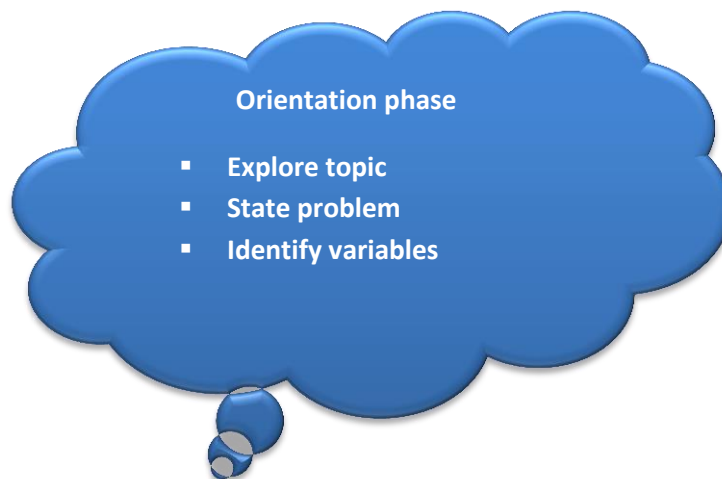 Orientation phase
▪ Explore topic
▪ State problem
▪ Identify variables